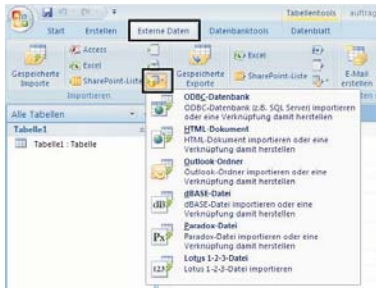 Tabellentools auftrag
Start Erstellen Externe Daten Datenbanktools Datenblatt
Gespeicherte Importe
Access
Excel
SharePoint-Liste
Importieren
Gespeicherte Exporte
Excel
SharePoint-Liste
E-Mail erstellen
Alle Tabellen
Tabelle1
Tabelle1 : Tabelle
ODBC-Datenbank
ODBC-Datenbank (z.B. SQL Server) importieren
oder eine Verknüpfung damit herstellen
HTML-Dokument
HTML-Dokument importieren oder eine
Verknüpfung damit herstellen
Outlook-Ordner
Outlook-Ordner importieren oder eine
Verknüpfung damit herstellen
dBASE-Datei
dBASE-Datei importieren oder eine
Verknüpfung damit herstellen
Paradox-Datei
Paradox-Datei importieren oder eine
Verknüpfung damit herstellen
Lotus 1-2-3-Datei
Lotus 1-2-3-Datei importieren